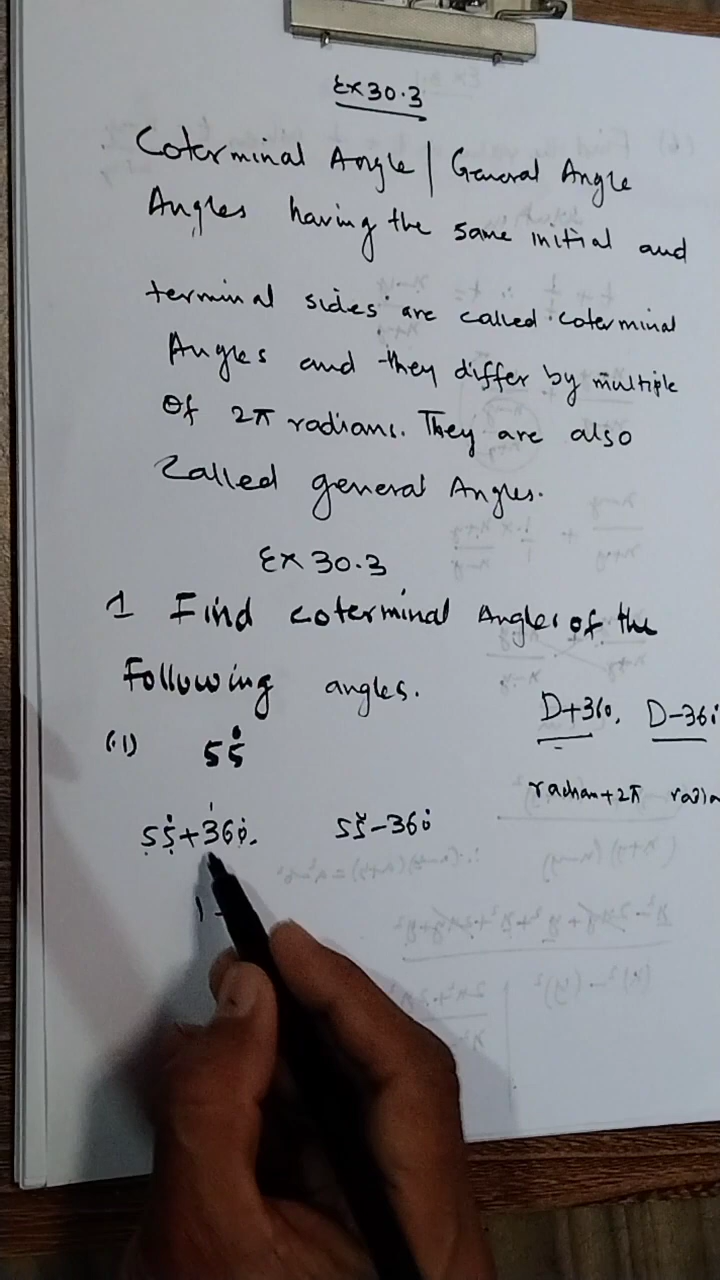 Ex 30.3
Coterminal Angle | General Angle
Angles having the same initial and
terminal sides are called coterminal
Angles and they differ by multiple
of 2π radians. They are also
Called general Angles.
Ex 30.3
1 Find coterminal Angles of the
Following angles.
D+360, D-360
(i) 55°
radian+2π
55°+360°. 55°-360°